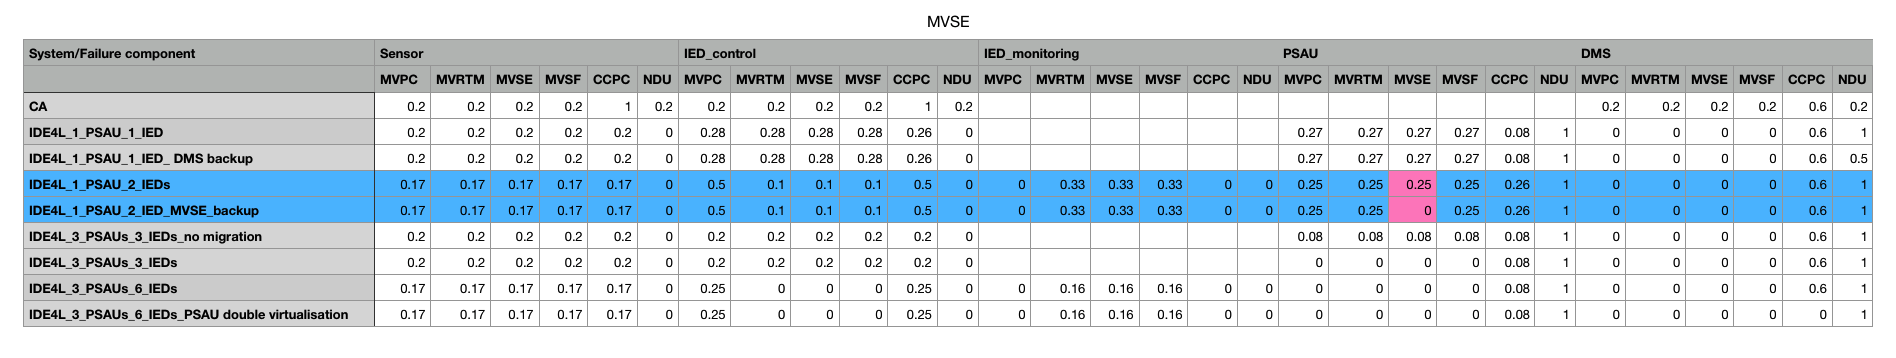 MVSE
System/Failure component Sensor IED_control IED_monitoring PSAU DMS
MVPC MVRTM MVSE MVSF CCPC NDU MVPC MVRTM MVSE MVSF CCPC NDU MVPC MVRTM MVSE MVSF CCPC NDU MVPC MVRTM MVSE MVSF CCPC NDU MVPC MVRTM MVSE MVSF CCPC NDU
CA 0.2 0.2 0.2 0.2 1 0.2 0.2 0.2 0.2 0.2 1 0.2 0.2 0.2 0.2 0.2 0.6 0.2
IDE4L_1_PSAU_1_IED 0.2 0.2 0.2 0.2 0.2 0 0.28 0.28 0.28 0.28 0.26 0 0.27 0.27 0.27 0.27 0.08 1 0 0 0 0 0.6 1
IDE4L_1_PSAU_1_IED_ DMS backup 0.2 0.2 0.2 0.2 0.2 0 0.28 0.28 0.28 0.28 0.26 0 0.27 0.27 0.27 0.27 0.08 1 0 0 0 0 0.6 0.5
IDE4L_1_PSAU_2_IEDs 0.17 0.17 0.17 0.17 0.17 0 0.5 0.1 0.1 0.1 0.5 0 0 0.33 0.33 0.33 0 0 0.25 0.25 0.25 0.25 0.26 1 0 0 0 0 0.6 1
IDE4L_1_PSAU_2_IED_MVSE_backup 0.17 0.17 0.17 0.17 0.17 0 0.5 0.1 0.1 0.1 0.5 0 0 0.33 0.33 0.33 0 0 0.25 0.25 0 0.25 0.26 1 0 0 0 0 0.6 1
IDE4L_3_PSAUs_3_IEDs_no migration 0.2 0.2 0.2 0.2 0.2 0 0.2 0.2 0.2 0.2 0.2 0 0.08 0.08 0.08 0.08 0.08 1 0 0 0 0 0.6 1
IDE4L_3_PSAUs_3_IEDs 0.2 0.2 0.2 0.2 0.2 0 0.2 0.2 0.2 0.2 0.2 0 0 0 0 0 0.08 1 0 0 0 0 0.6 1
IDE4L_3_PSAUs_6_IEDs 0.17 0.17 0.17 0.17 0.17 0 0.25 0 0 0 0.25 0 0 0.16 0.16 0.16 0 0 0 0 0 0 0.08 1 0 0 0 0 0.6 1
IDE4L_3_PSAUs_6_IEDs_PSAU double virtualisation 0.17 0.17 0.17 0.17 0.17 0 0.25 0 0 0 0.25 0 0 0.16 0.16 0.16 0 0 0 0 0 0 0.08 1 0 0 0 0 0 1